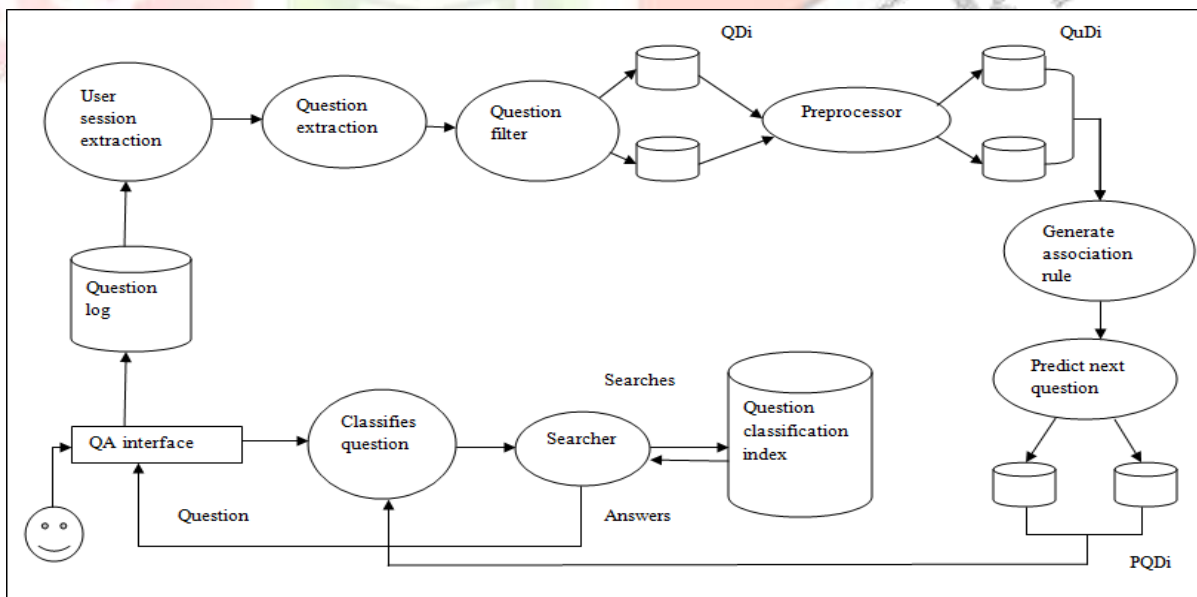 QDi
QuDi
User
session
extraction
Question
extraction
Question
filter
Preprocessor
Generate
association
rule
Question
log
Predict next
question
Searches
Classifies
question
Searcher
Question
classification
index
QA interface
Question
Answers
PQDi